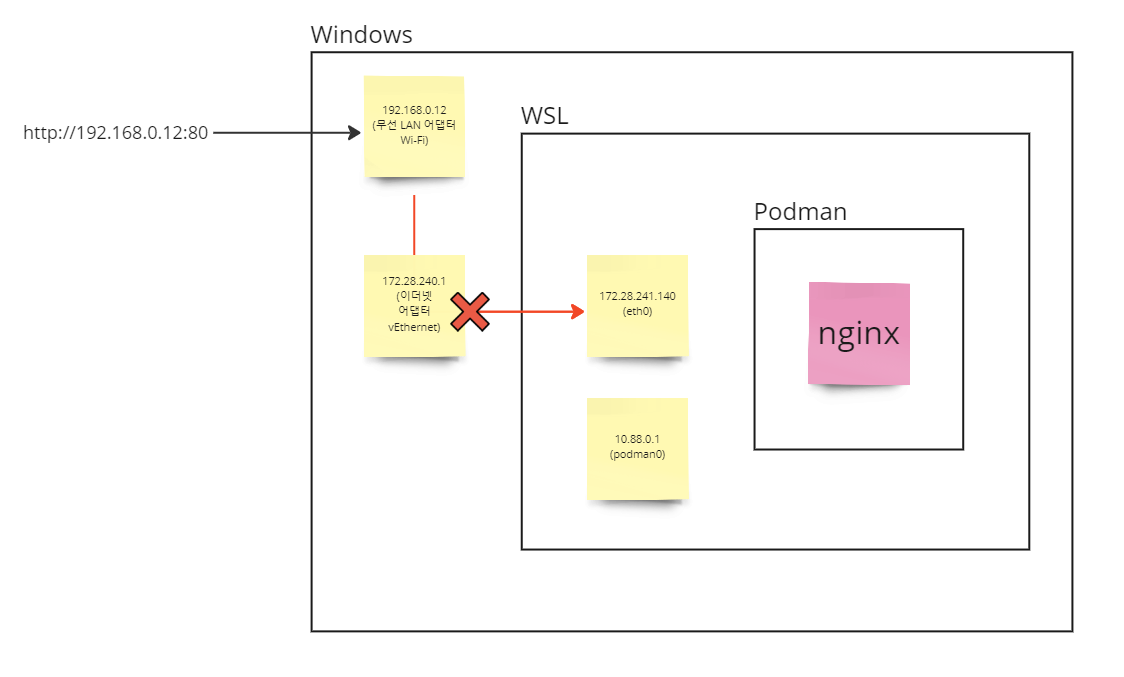 Windows
http://192.168.0.12:80
192.168.0.12
(무선 LAN 어댑터
Wi-Fi)
WSL
Podman
172.28.240.1
(이더넷
어댑터
vEthernet)
172.28.241.140
(eth0)
nginx
10.88.0.1
(podman0)